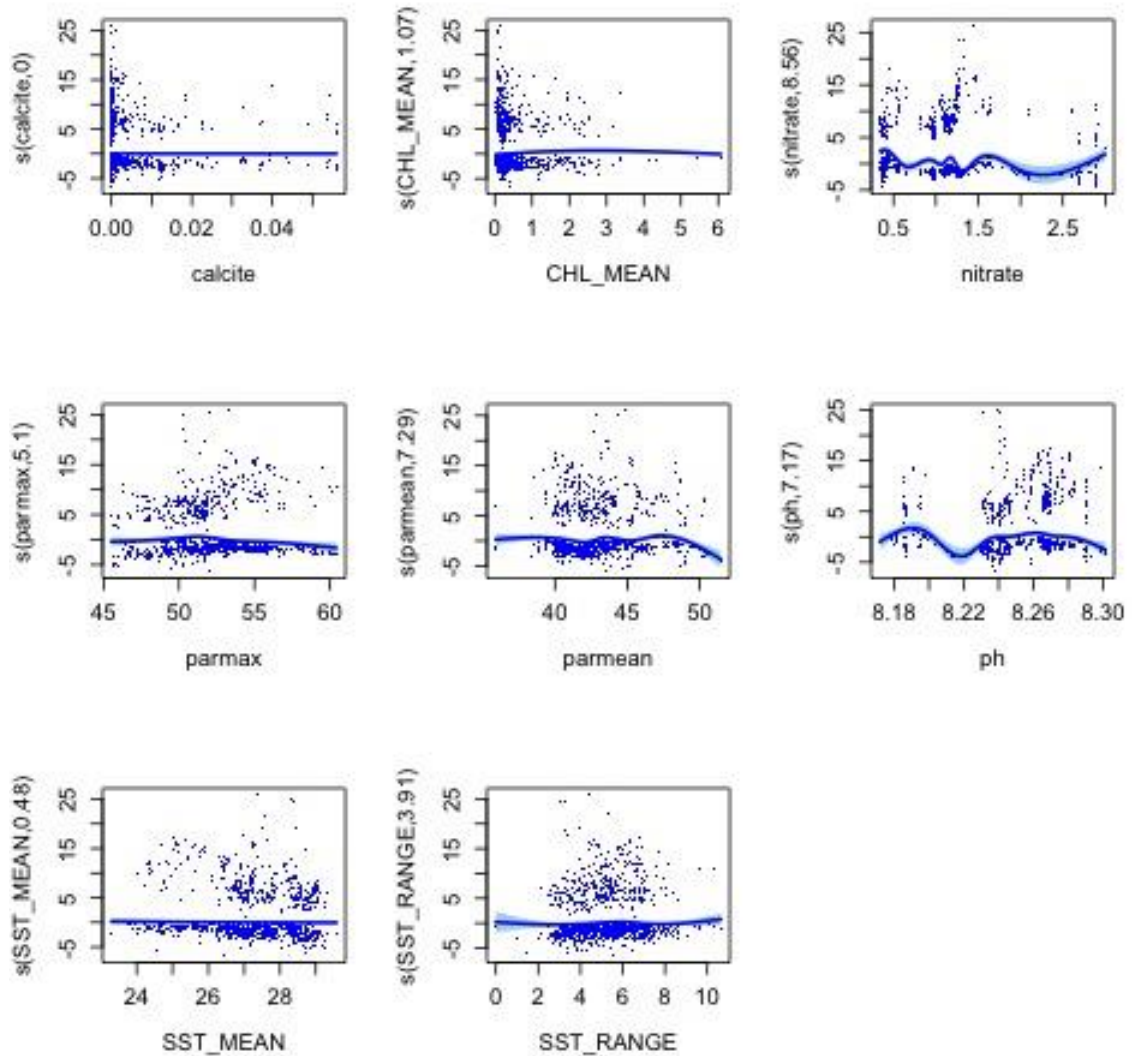 s(calcite,0)
25
15
5
-5
0.00 0.02 0.04
calcite
s(CHL_MEAN,1.07)
25
15
5
-5
0 1 2 3 4 5 6
CHL_MEAN
s(nitrate,8.56)
25
15
5
-5
0.5 1.5 2.5
nitrate
s(parmax,5.1)
25
15
5
-5
45 50 55 60
parmax
s(parmean,7.29)
25
15
5
-5
40 45 50
parmean
s(ph,7.17)
25
15
5
-5
8.18 8.22 8.26 8.30
ph
s(SST_MEAN,0.48)
25
15
5
-5
24 26 28
SST_MEAN
s(SST_RANGE,3.91)
25
15
5
-5
0 2 4 6 8 10
SST_RANGE